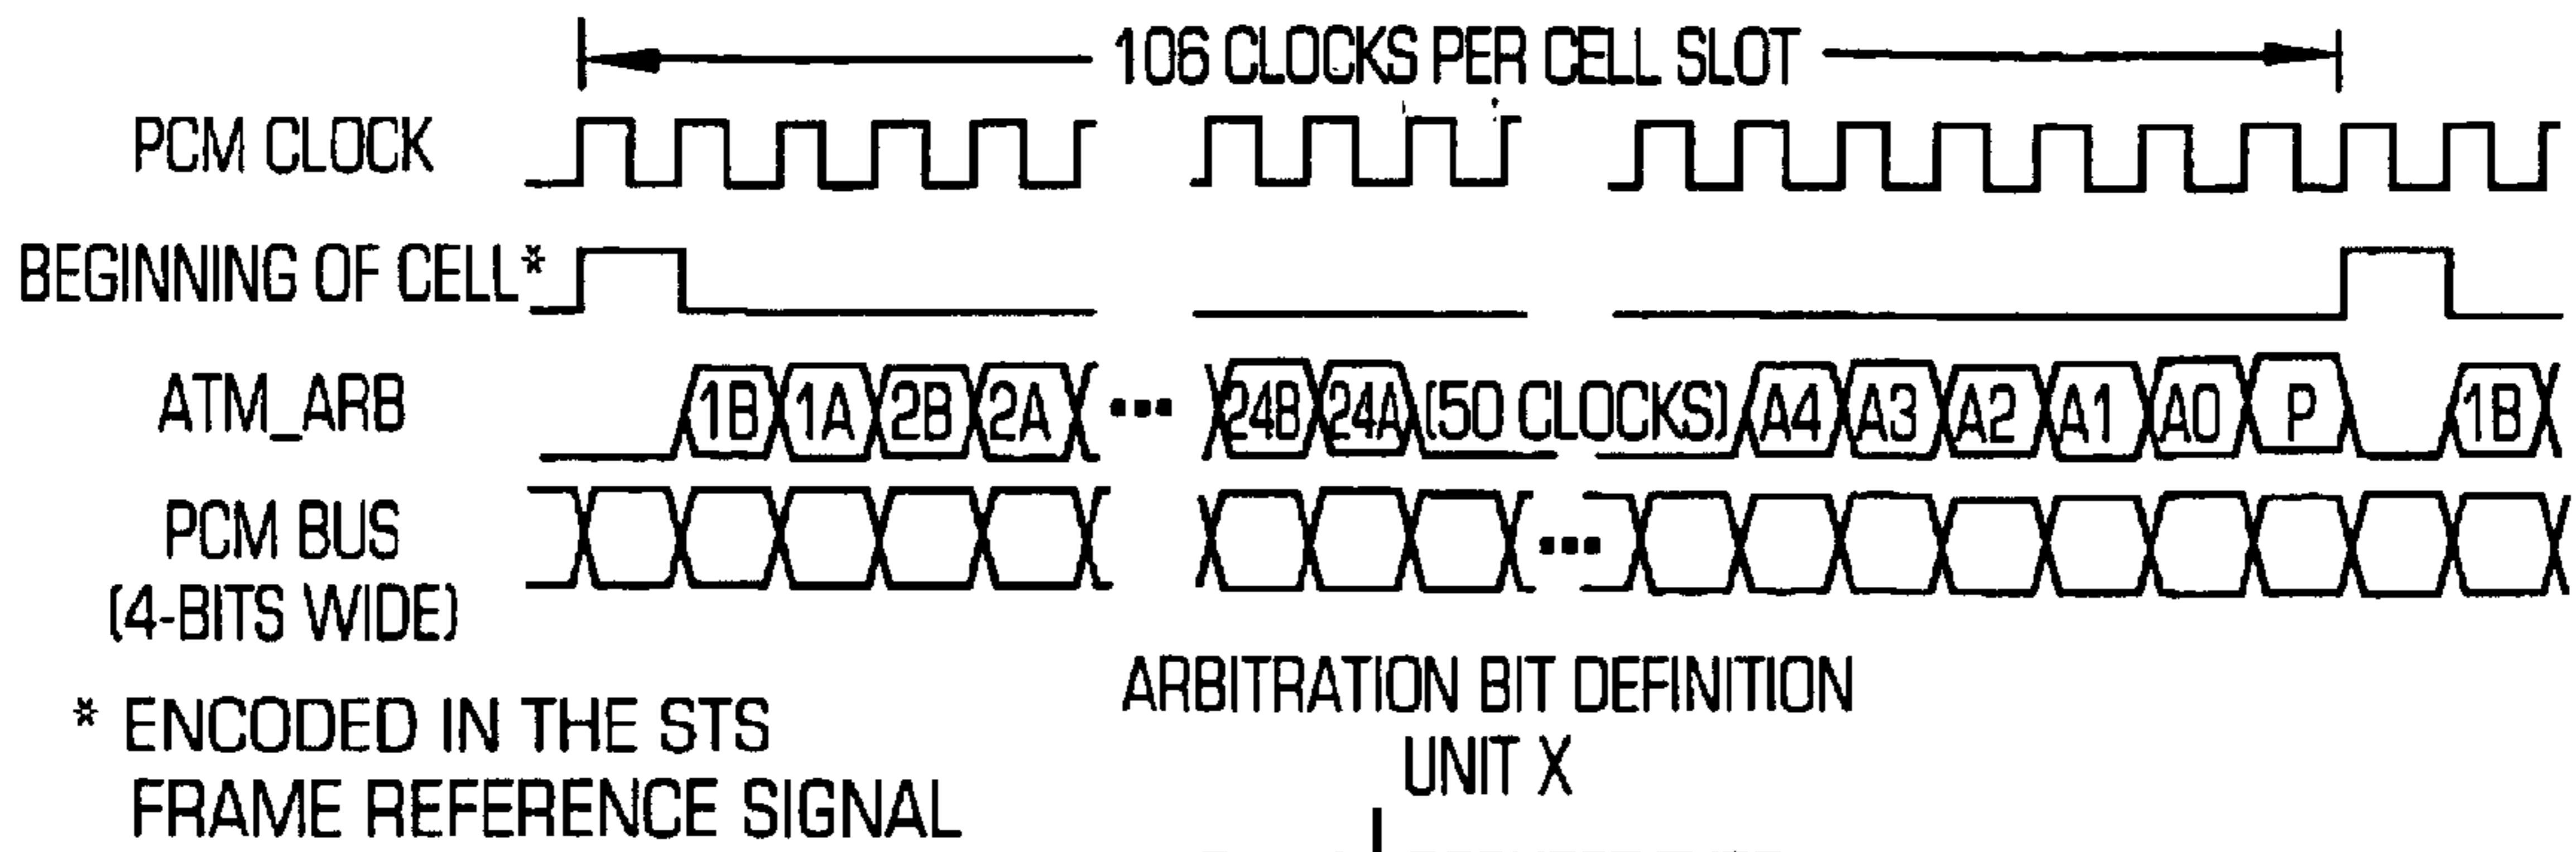 106 CLOCKS PER CELL SLOT
PCM CLOCK
BEGINNING OF CELL*
ATM_ARB 1B 1A 2B 2A ... 24B 24A (50 CLOCKS) A4 A3 A2 A1 A0 P 1B
PCM BUS ...
(4-BITS WIDE)
* ENCODED IN THE STS
FRAME REFERENCE SIGNAL
ARBITRATION BIT DEFINITION
UNIT X